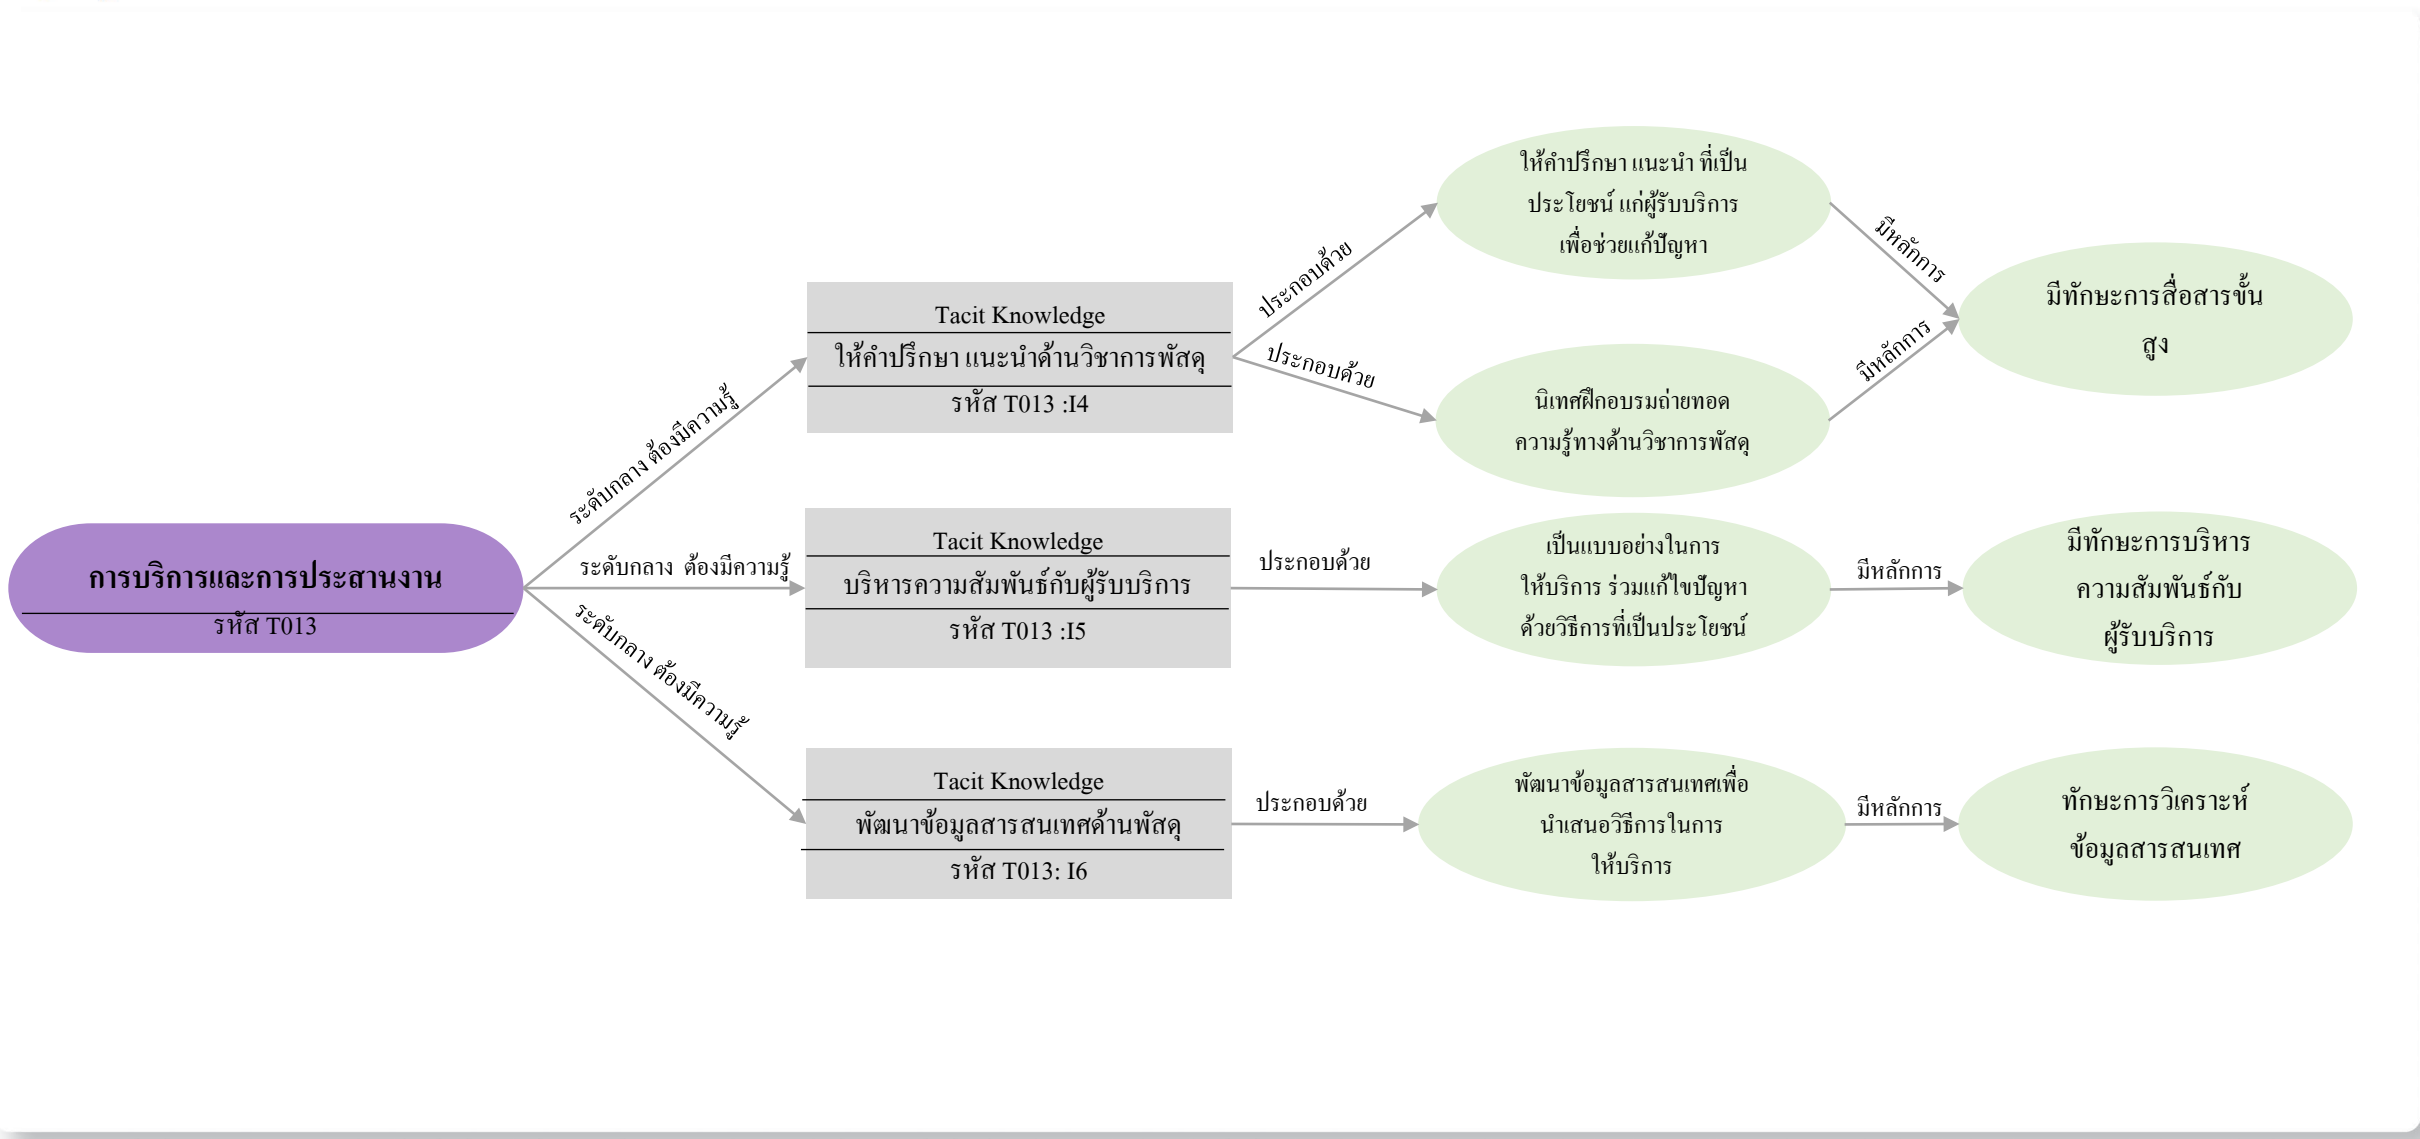 การบริการและการประสานงาน
รหัส T013
ระดับกลาง ต้องมีความรู้
ระดับกลาง ต้องมีความรู้
ระดับกลาง ต้องมีความรู้
Tacit Knowledge
ให้คำปรึกษา แนะนำด้านวิชาการพัสดุ
รหัส T013 :I4
ประกอบด้วย
ประกอบด้วย
ให้คำปรึกษา แนะนำ ที่เป็น
ประโยชน์ แก่ผู้รับบริการ
เพื่อช่วยแก้ปัญหา
นิเทศฝึกอบรมถ่ายทอด
ความรู้ทางด้านวิชาการพัสดุ
มีหลักการ
มีหลักการ
มีทักษะการสื่อสารขั้น
สูง
Tacit Knowledge
บริหารความสัมพันธ์กับผู้รับบริการ
รหัส T013 :I5
ประกอบด้วย
เป็นแบบอย่างในการ
ให้บริการ ร่วมแก้ไขปัญหา
ด้วยวิธีการที่เป็นประโยชน์
มีหลักการ
มีทักษะการบริหาร
ความสัมพันธ์กับ
ผู้รับบริการ
Tacit Knowledge
พัฒนาข้อมูลสารสนเทศด้านพัสดุ
รหัส T013: I6
ประกอบด้วย
พัฒนาข้อมูลสารสนเทศเพื่อ
นำเสนอวิธีการในการ
ให้บริการ
มีหลักการ
ทักษะการวิเคราะห์
ข้อมูลสารสนเทศ